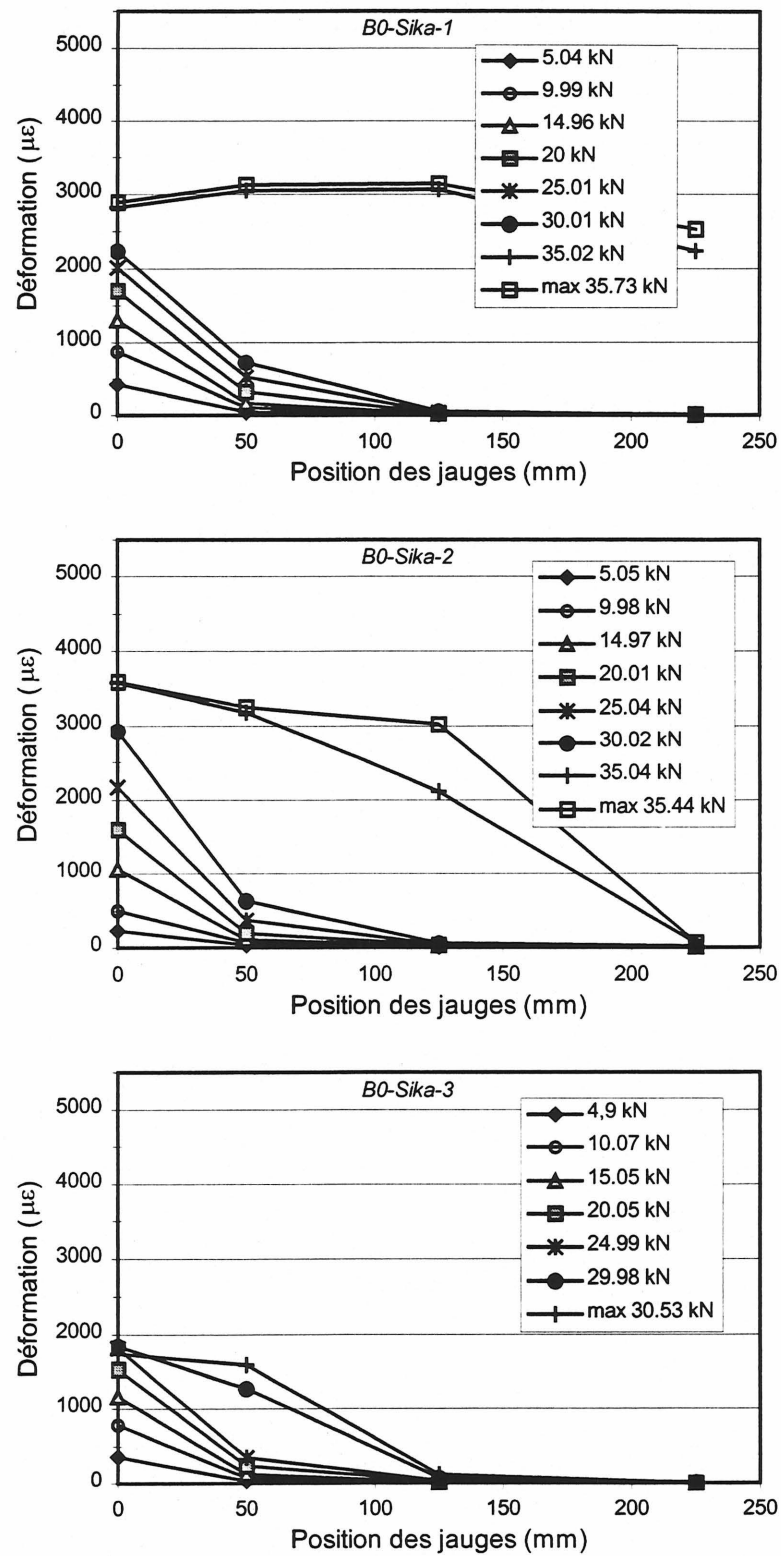 B0-Sika-1
Déformation (µε)
5000
4000
3000
2000
1000
0
5.04 kN
9.99 kN
14.96 kN
20 kN
25.01 kN
30.01 kN
35.02 kN
max 35.73 kN
0 50 100 150 200 250
Position des jauges (mm)
B0-Sika-2
Déformation (µε)
5000
4000
3000
2000
1000
0
5.05 kN
9.98 kN
14.97 kN
20.01 kN
25.04 kN
30.02 kN
35.04 kN
max 35.44 kN
0 50 100 150 200 250
Position des jauges (mm)
B0-Sika-3
Déformation (µε)
5000
4000
3000
2000
1000
0
4,9 kN
10.07 kN
15.05 kN
20.05 kN
24.99 kN
29.98 kN
max 30.53 kN
0 50 100 150 200 250
Position des jauges (mm)